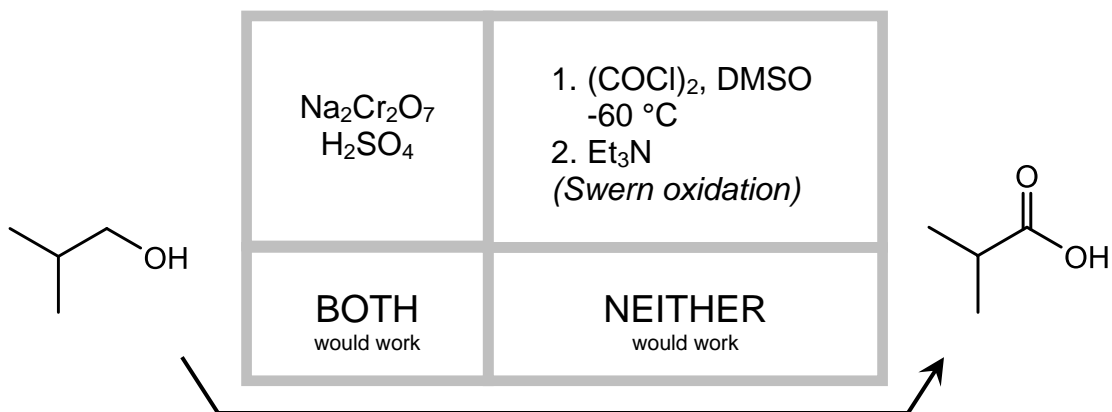 Na₂Cr₂O₇
H₂SO₄
1. (COCl)₂, DMSO
-60 °C
2. Et₃N
(Swern oxidation)
OH
O
OH
BOTH
would work
NEITHER
would work